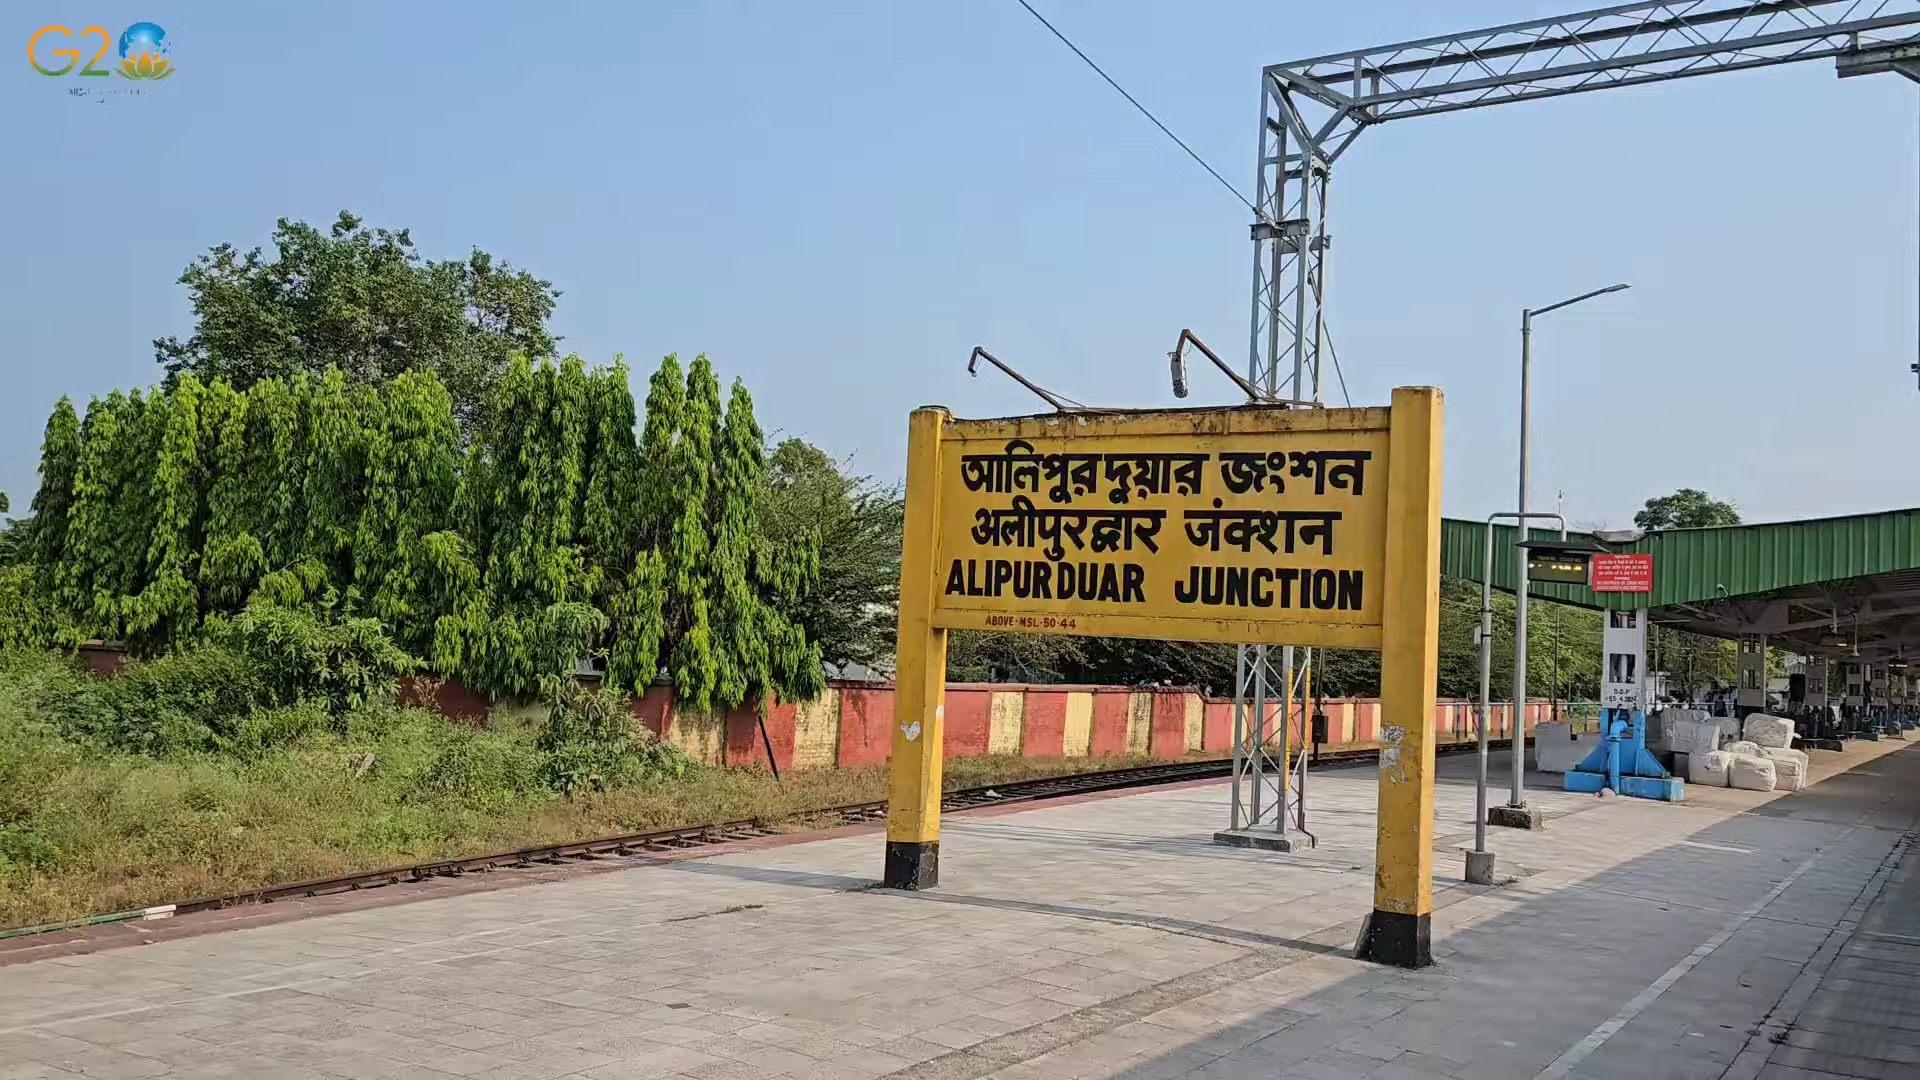 G20
আলিপুরদুয়ার জংশন
अलीपुरद्वार जंक्शन
ALIPURDUAR JUNCTION
ABOVE-MSL-50-44
D.O.P